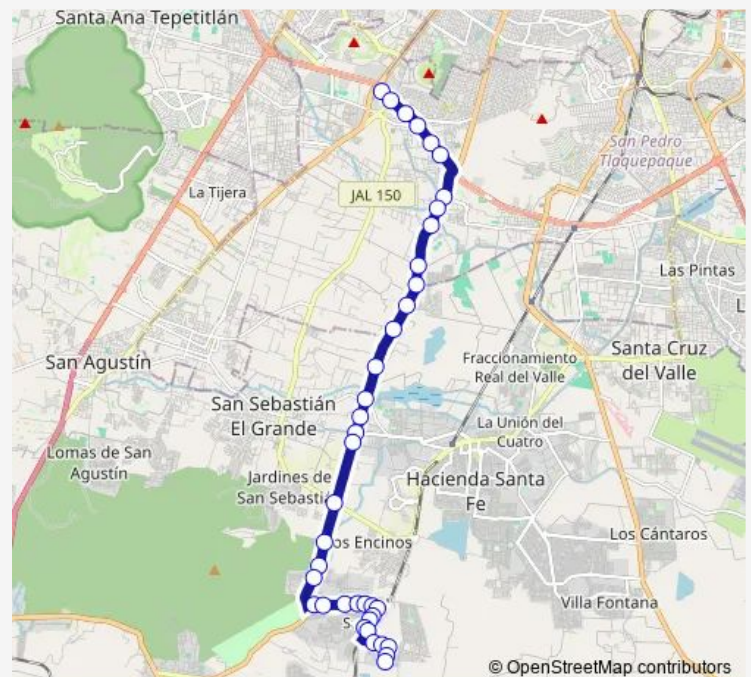 Santa Ana Tepetitlán
San Pedro
Tlaquepaque
La Tijera
JAL 150
Las Pintas
L
San Agustín
Fraccionamiento
Real del Valle
Santa Cruz
del Valle
San Sebastián
El Grande
La Unión del
Cuatro
Lomas de San
Agustín
Jardines de
San Sebastiá
Hacienda Santa
Fe
os Encinos
Los Cántaros
Villa Fontana
S
© OpenStreetMap contributors